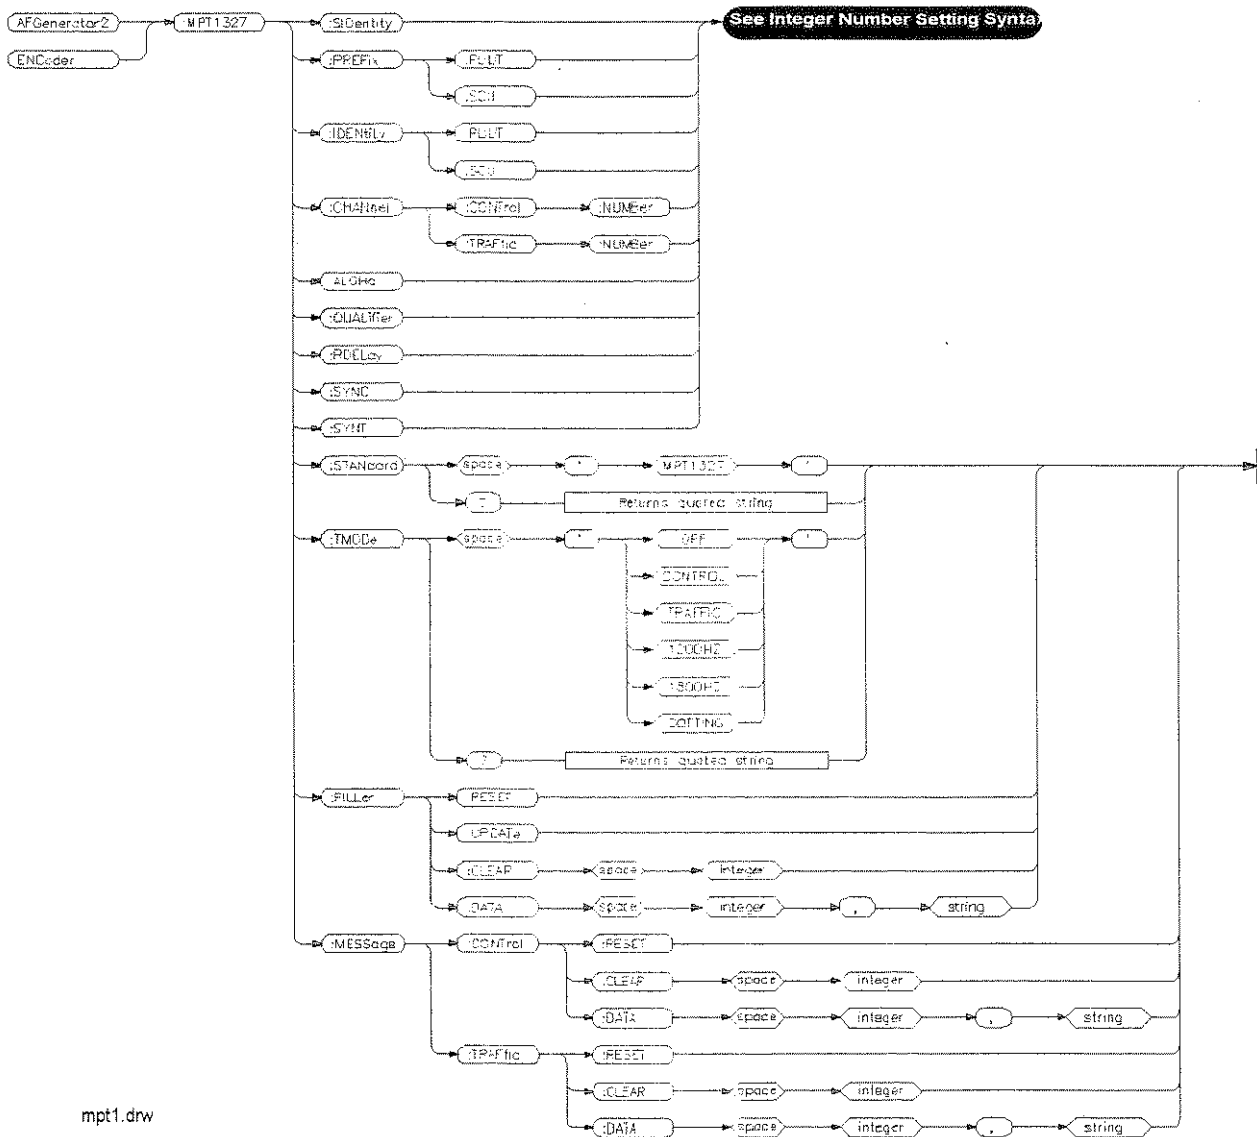 AFGenerator2 :MPT1327 :SIDentity See Integer Number Setting Synta
ENCoder :PREFix :PULT
:SCU
:IDENtity PULT
:SCU
:CHANnel :CONTrol :NUMBer
:TRAFfic :NUMBer
ALOHa
:QUALifier
:RDELay
:SYNC
:SYNT
:STANdard space ' MPT1327 '
? Returns quoted string
:TMODe space ' OFF '
CONTROL
TRAFFIC
1200HZ
1800HZ
DOTTING
? Returns quoted string
:FILLer RESET
UPDATe
:CLEAR space integer
:DATA space integer , string
:MESSage :CONTrol :RESET
:CLEAR space integer
:DATA space integer , string
:TRAFfic :RESET
:CLEAR space integer
:DATA space integer , string
mpt1.drw